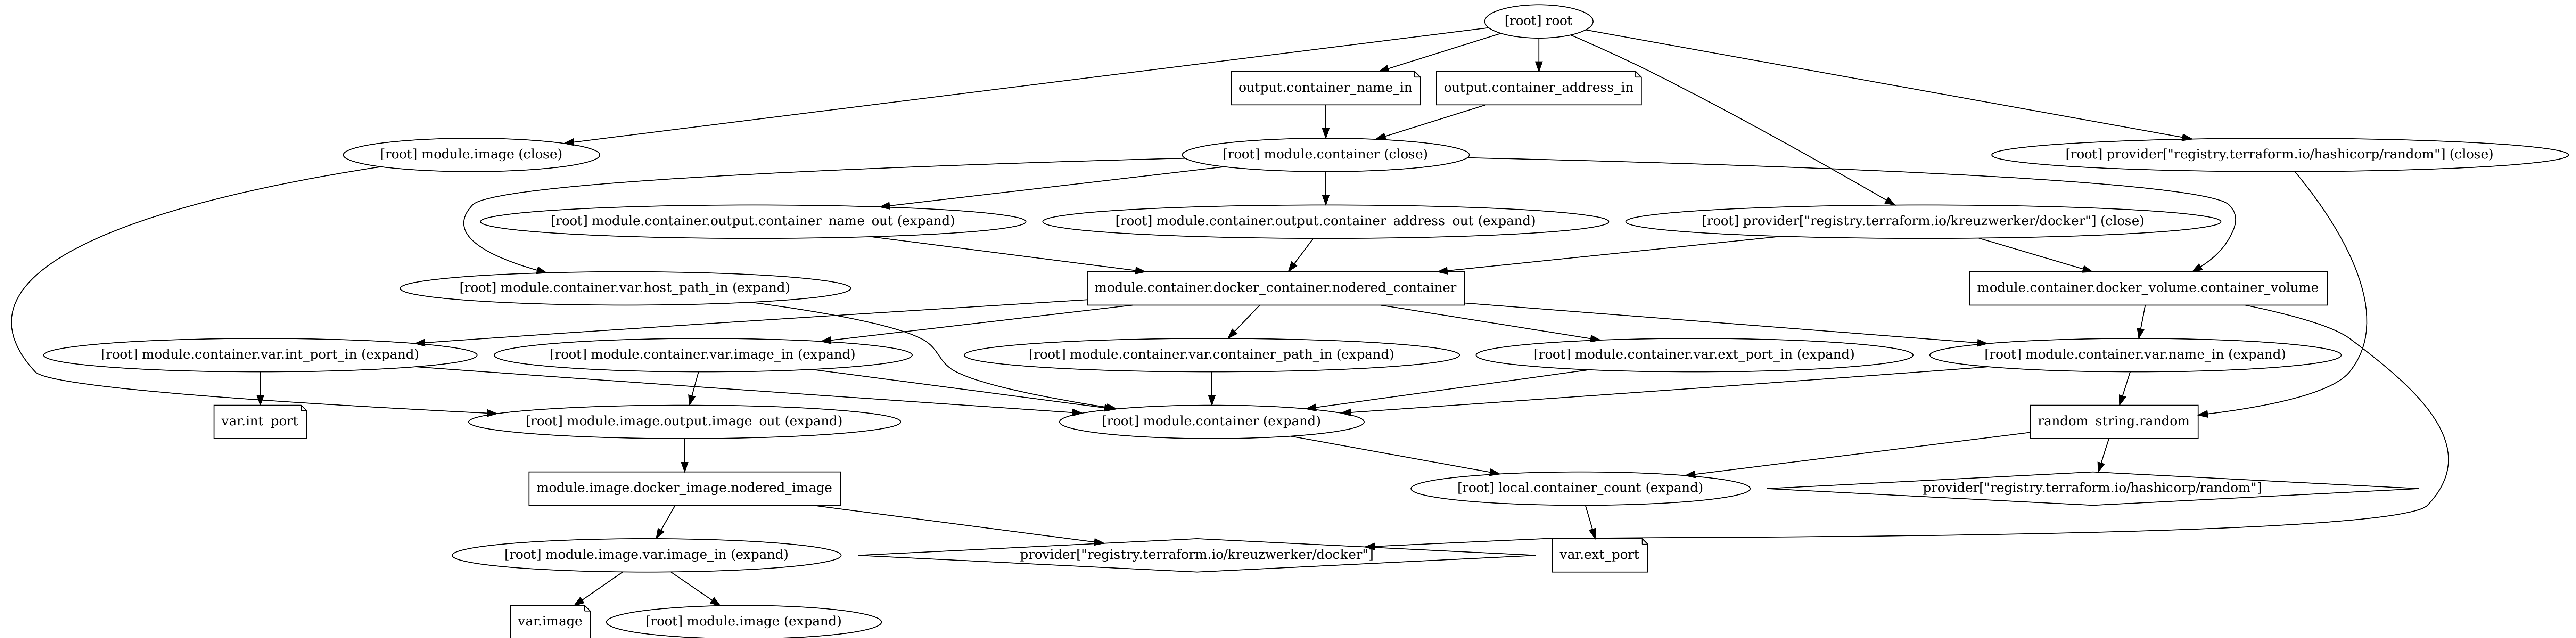 [root] root
output.container_name_in
output.container_address_in
[root] module.image (close)
[root] module.container (close)
[root] provider["registry.terraform.io/hashicorp/random"] (close)
[root] module.container.output.container_name_out (expand)
[root] module.container.output.container_address_out (expand)
[root] provider["registry.terraform.io/kreuzwerker/docker"] (close)
[root] module.container.var.host_path_in (expand)
module.container.docker_container.nodered_container
module.container.docker_volume.container_volume
[root] module.container.var.int_port_in (expand)
[root] module.container.var.image_in (expand)
[root] module.container.var.container_path_in (expand)
[root] module.container.var.ext_port_in (expand)
[root] module.container.var.name_in (expand)
var.int_port
[root] module.image.output.image_out (expand)
[root] module.container (expand)
random_string.random
module.image.docker_image.nodered_image
[root] local.container_count (expand)
provider["registry.terraform.io/hashicorp/random"]
[root] module.image.var.image_in (expand)
provider["registry.terraform.io/kreuzwerker/docker"]
var.ext_port
var.image
[root] module.image (expand)